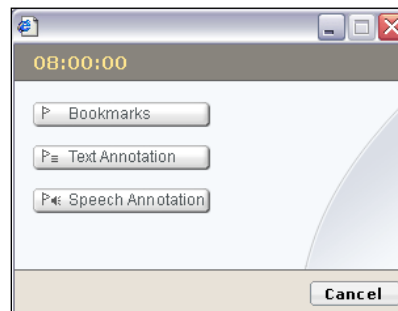 08:00:00
Bookmarks
Text Annotation
Speech Annotation
Cancel